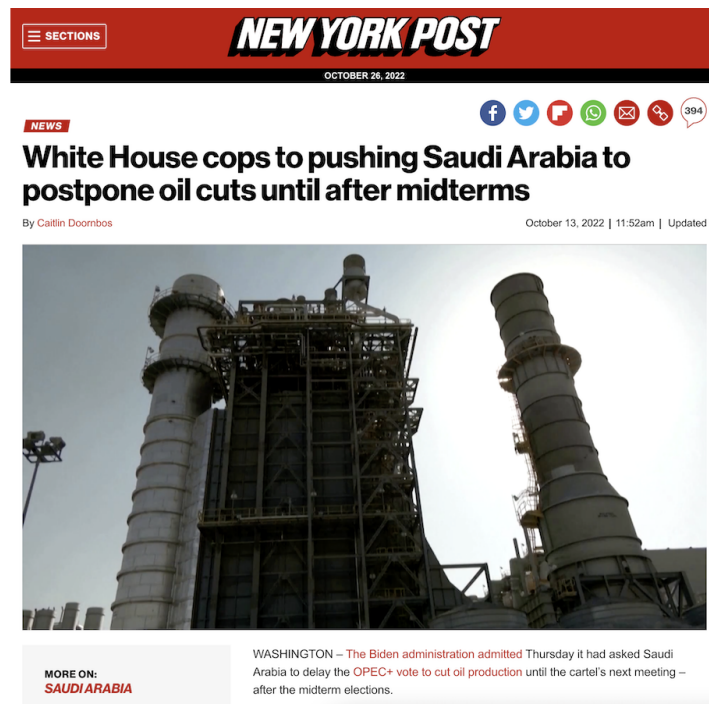 SECTIONS
NEW YORK POST
OCTOBER 26, 2022
394
NEWS
White House cops to pushing Saudi Arabia to
postpone oil cuts until after midterms
By Caitlin Doornbos
October 13, 2022 | 11:52am | Updated
WASHINGTON – The Biden administration admitted Thursday it had asked Saudi
Arabia to delay the OPEC+ vote to cut oil production until the cartel's next meeting –
after the midterm elections.
MORE ON:
SAUDI ARABIA